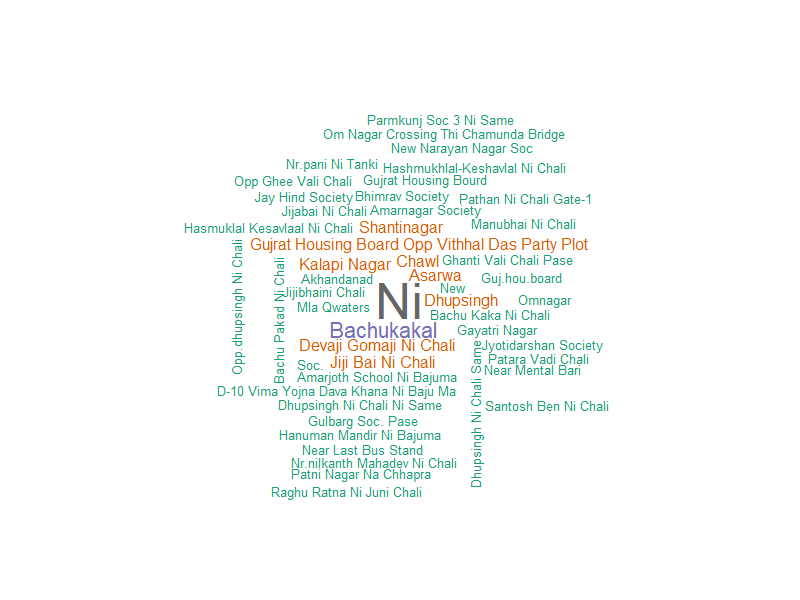 Parmkunj Soc 3 Ni Same
Om Nagar Crossing Thi Chamunda Bridge
New Narayan Nagar Soc
Nr.pani Ni Tanki
Hashmukhlal-Keshavlal Ni Chali
Opp Ghee Vali Chali
Gujrat Housing Bourd
Jay Hind Society
Bhimrav Society
Pathan Ni Chali Gate-1
Jijabai Ni Chali
Amarnagar Society
Hasmuklal Kesavlaal Ni Chali
Shantinagar
Manubhai Ni Chali
Gujrat Housing Board Opp Vithhal Das Party Plot
Opp.dhupsingh Ni Chali
Bachu Pakad Ni Chali
Kalapi Nagar
Chawl
Ghanti Vali Chali Pase
Akhandanad
Asarwa
Guj.hou.board
Jijibhaini Chali
Ni
New
Dhupsingh
Omnagar
Mla Qwaters
Bachu Kaka Ni Chali
Bachukakal
Gayatri Nagar
Devaji Gomaji Ni Chali
Jyotidarshan Society
Soc.
Jiji Bai Ni Chali
Patara Vadi Chali
Near Mental Bari
Amarjoth School Ni Bajuma
D-10 Vima Yojna Dava Khana Ni Baju Ma
Dhupsingh Ni Chali Same
Dhupsingh Ni Chali Ni Same
Santosh Ben Ni Chali
Gulbarg Soc. Pase
Hanuman Mandir Ni Bajuma
Near Last Bus Stand
Nr.nilkanth Mahadev Ni Chali
Patni Nagar Na Chhapra
Raghu Ratna Ni Juni Chali